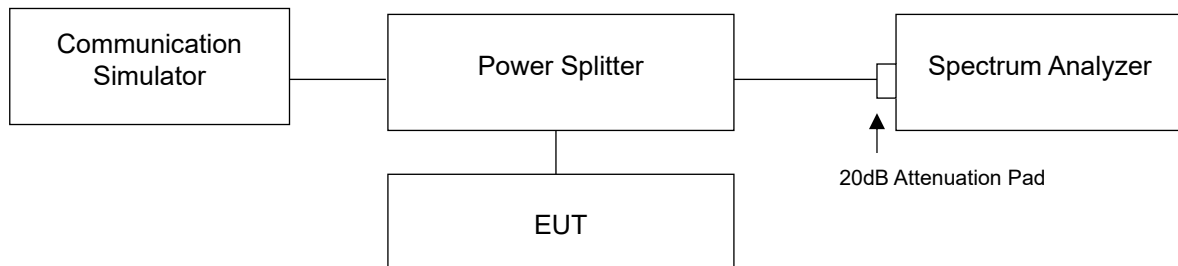 Communication
Simulator
Power Splitter
Spectrum Analyzer
20dB Attenuation Pad
EUT